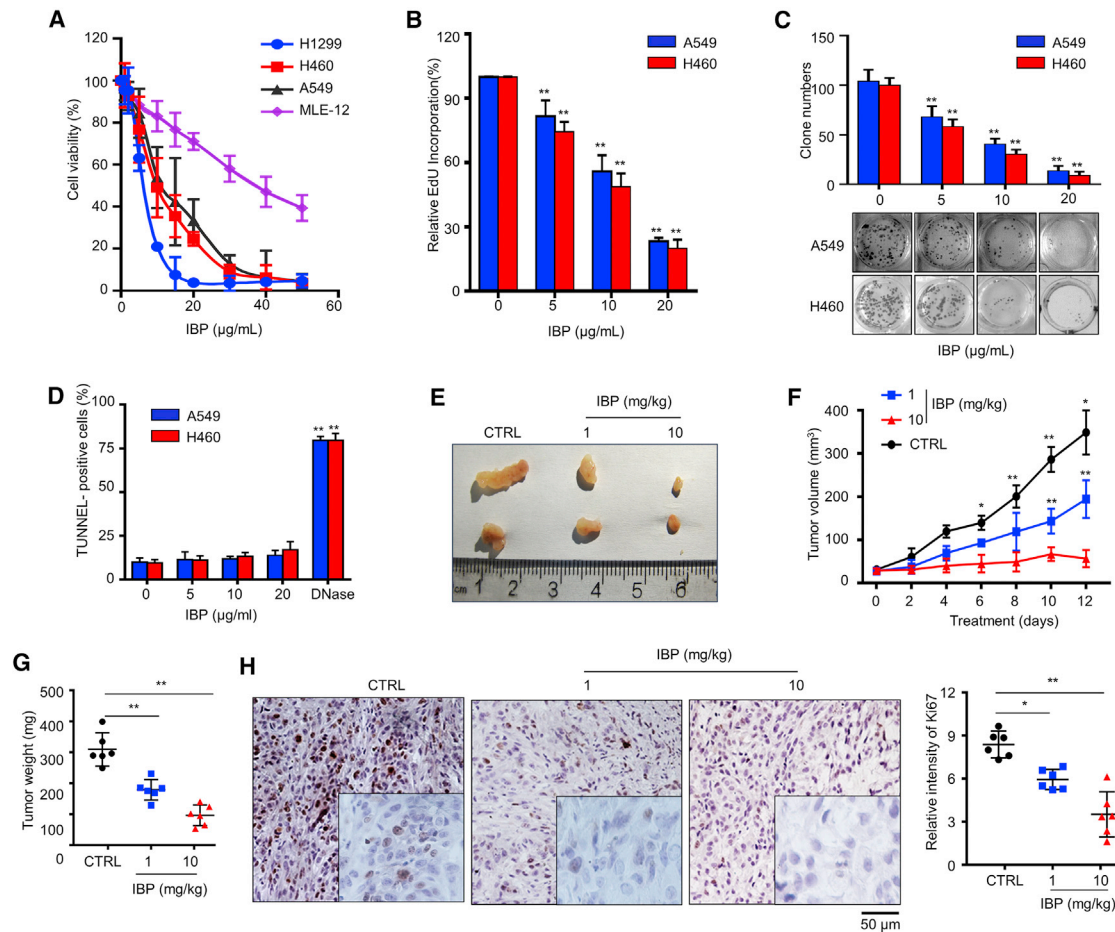 A
120
100
80
60
40
20
0
0
20
40
60
Cell viability (%)
IBP (µg/mL)
H1299
H460
A549
MLE-12
B
120
90
60
30
0
Relative EdU Incorporation(%)
A549
H460
** **
** **
** **
0
5
10
20
IBP (µg/mL)
C
150
100
50
0
Clone numbers
A549
H460
** **
** **
** **
0
5
10
20
A549
H460
IBP (µg/mL)
D
100
75
50
25
0
TUNNEL- positive cells (%)
A549
H460
** **
0
5
10
20
DNase
IBP (µg/ml)
E
IBP (mg/kg)
CTRL
1
10
cm 1 2 3 4 5 6
F
1
10
IBP (mg/kg)
CTRL
400
300
200
100
0
Tumor volume (mm³)
*
**
**
*
**
**
0
2
4
6
8
10
12
Treatment (days)
G
500
400
300
200
100
0
Tumor weight (mg)
**
**
CTRL
1
10
IBP (mg/kg)
H
IBP (mg/kg)
CTRL
1
10
50 µm
12
9
6
3
0
Relative intensity of Ki67
**
*
CTRL
1
10
IBP (mg/kg)